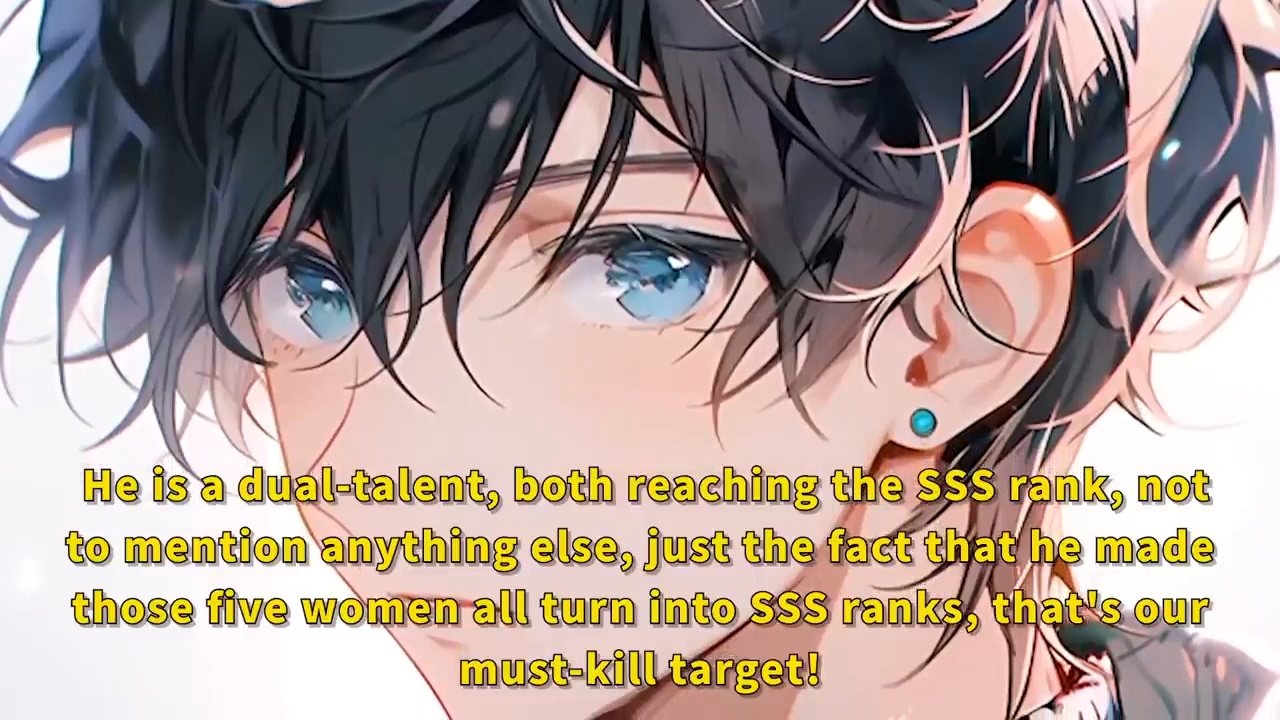 He is a dual-talent, both reaching the SSS rank, not
to mention anything else, just the fact that he made
those five women all turn into SSS ranks, that's our
must-kill target!